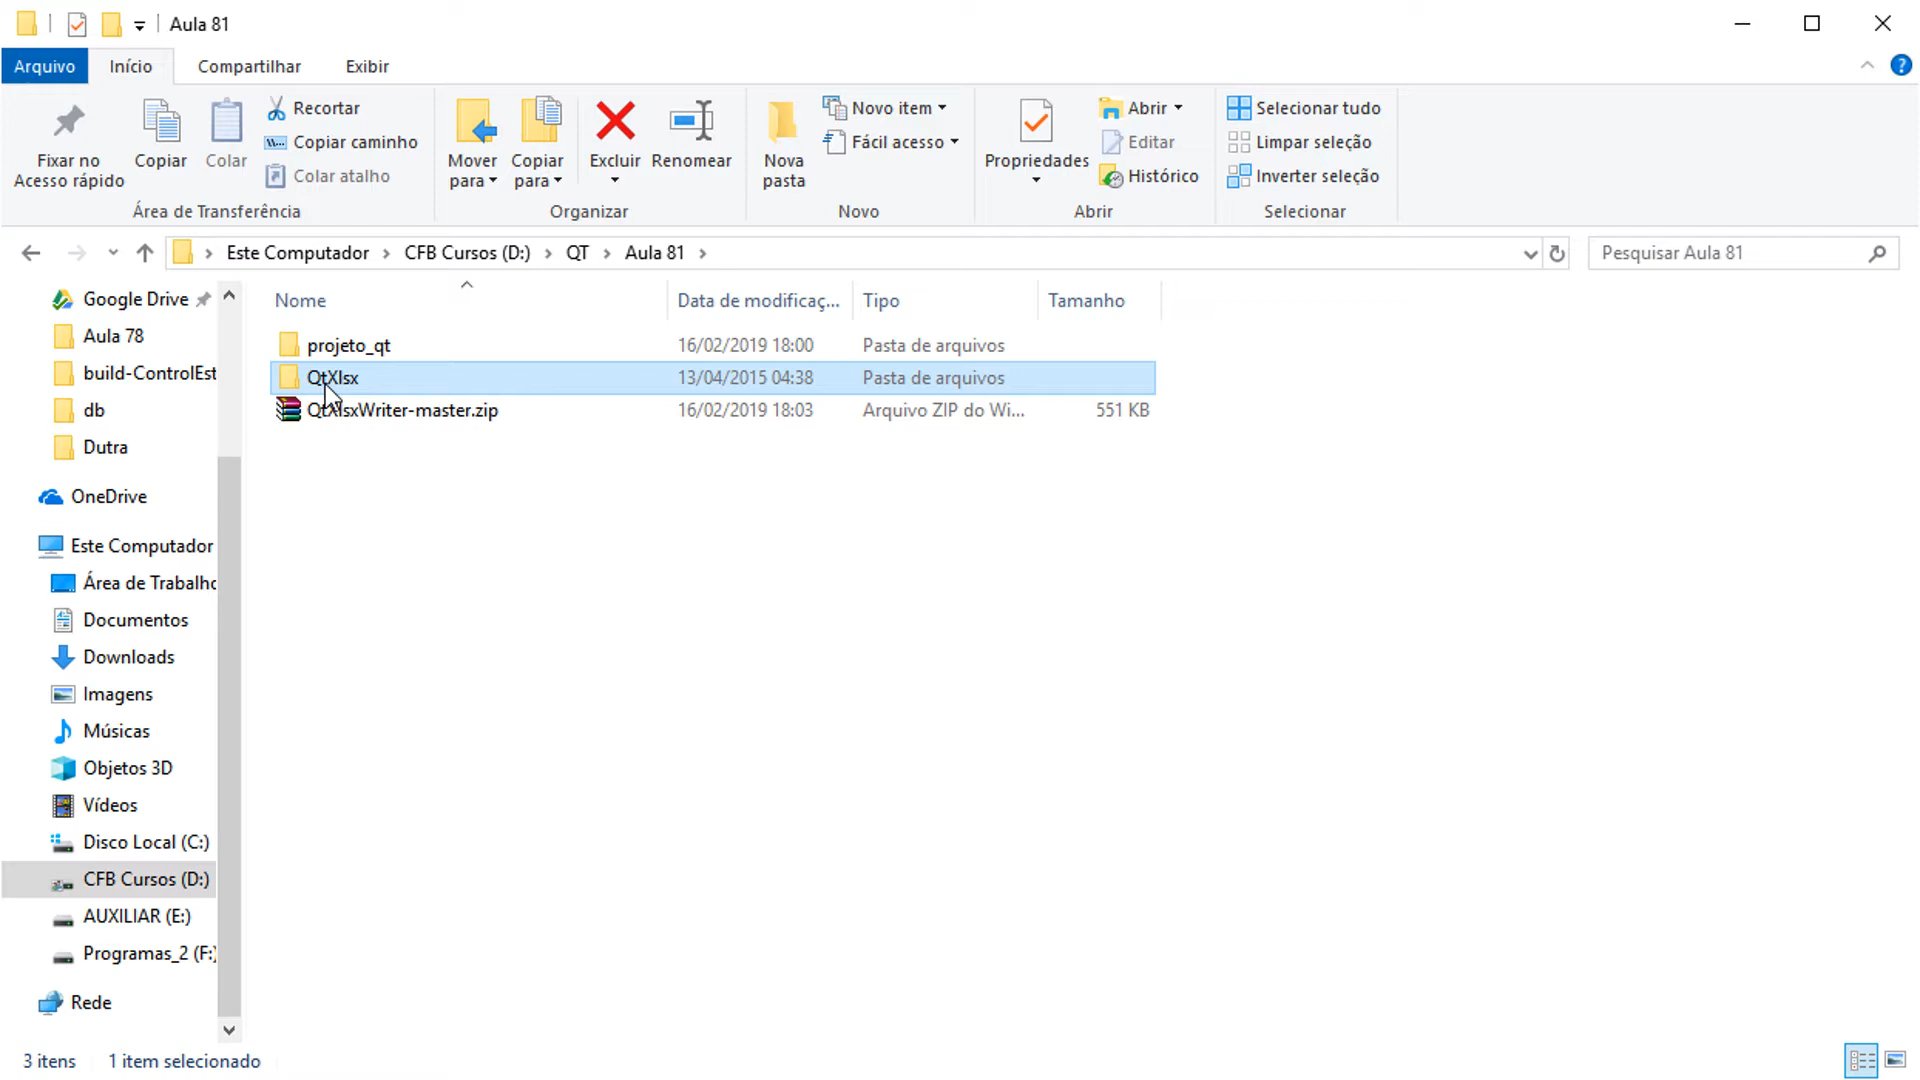 Aula 81
Arquivo Início Compartilhar Exibir
Fixar no Acesso rápido
Copiar
Colar
Recortar
Copiar caminho
Colar atalho
Área de Transferência
Mover para
Copiar para
Excluir
Renomear
Organizar
Nova pasta
Novo item
Fácil acesso
Novo
Propriedades
Abrir
Editar
Histórico
Abrir
Selecionar tudo
Limpar seleção
Inverter seleção
Selecionar
Este Computador CFB Cursos (D:) QT Aula 81
Pesquisar Aula 81
Google Drive
Aula 78
build-ControlEst
db
Dutra
OneDrive
Este Computador
Área de Trabalho
Documentos
Downloads
Imagens
Músicas
Objetos 3D
Vídeos
Disco Local (C:)
CFB Cursos (D:)
AUXILIAR (E:)
Programas_2 (F:)
Rede
Nome Data de modificaç... Tipo Tamanho
projeto_qt 16/02/2019 18:00 Pasta de arquivos
QtXlsx 13/04/2015 04:38 Pasta de arquivos
QtXlsxWriter-master.zip 16/02/2019 18:03 Arquivo ZIP do Wi... 551 KB
3 itens 1 item selecionado